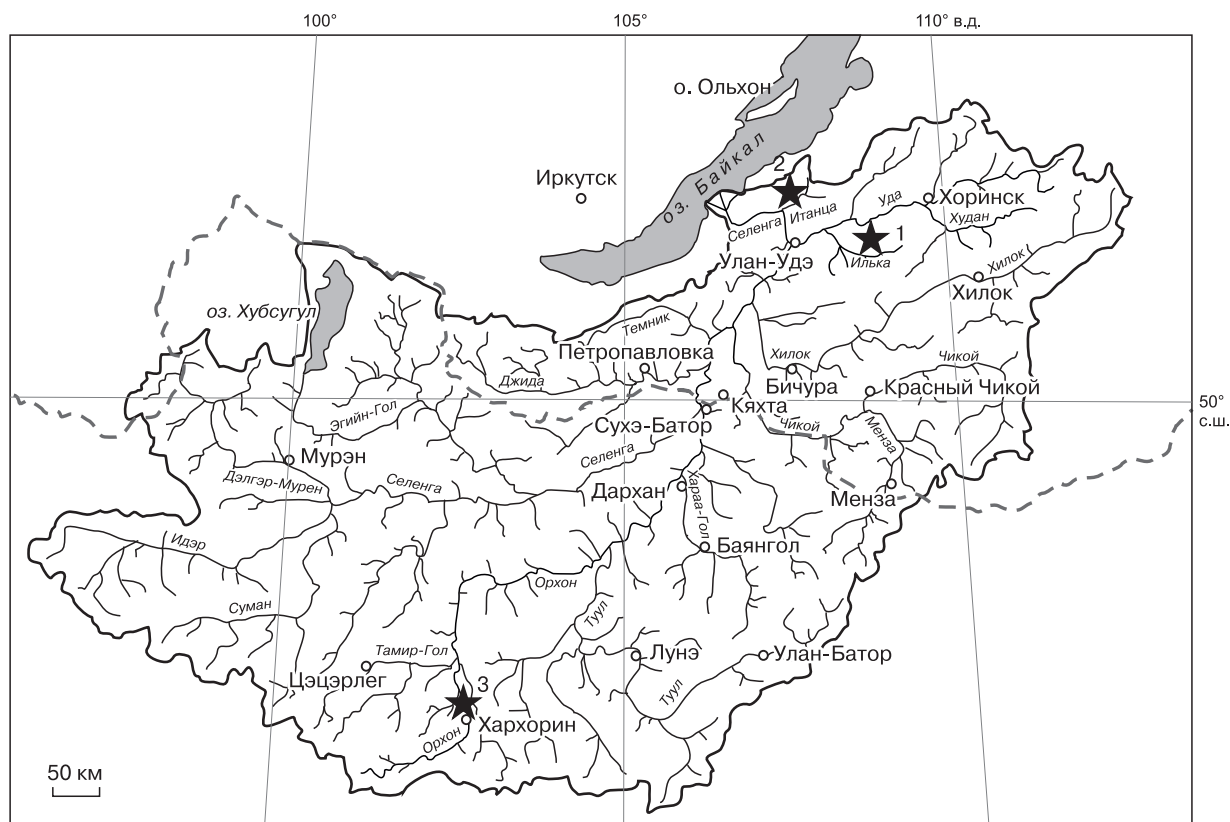 100°
105°
110° в.д.
о. Ольхон
оз. Байкал
Иркутск
2
Уда
Хоринск
Селенга
Итанца
Худан
1
Улан-Удэ
Илька
Хилок
Хилок
оз. Хубсугул
Темник
Петропавловка
Хилок
Чикой
Джида
Бичура
Красный Чикой
50°
с.ш.
Кяхта
Эгийн-Гол
Сухэ-Батор
Чикой
Менза
Мурэн
Селенга
Дэлгэр-Мурен
Селенга
Дархан
Хараа-Гол
Менза
Идэр
Баянгол
Орхон
Суман
Туул
Тамир-Гол
Лунэ
Улан-Батор
Цэцэрлег
Туул
3
Хархорин
Орхон
50 км